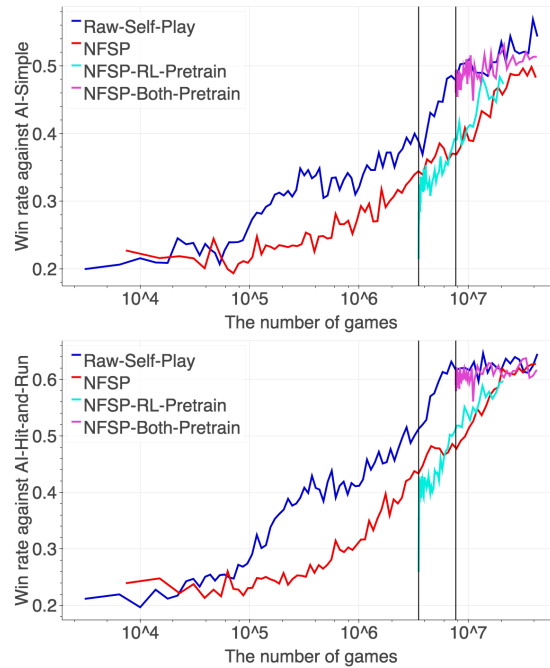 Win rate against AI-Simple
Raw-Self-Play
NFSP
NFSP-RL-Pretrain
NFSP-Both-Pretrain
0.5
0.4
0.3
0.2
10^4
10^5
10^6
10^7
The number of games
Win rate against AI-Hit-and-Run
Raw-Self-Play
NFSP
NFSP-RL-Pretrain
NFSP-Both-Pretrain
0.6
0.5
0.4
0.3
0.2
10^4
10^5
10^6
10^7
The number of games